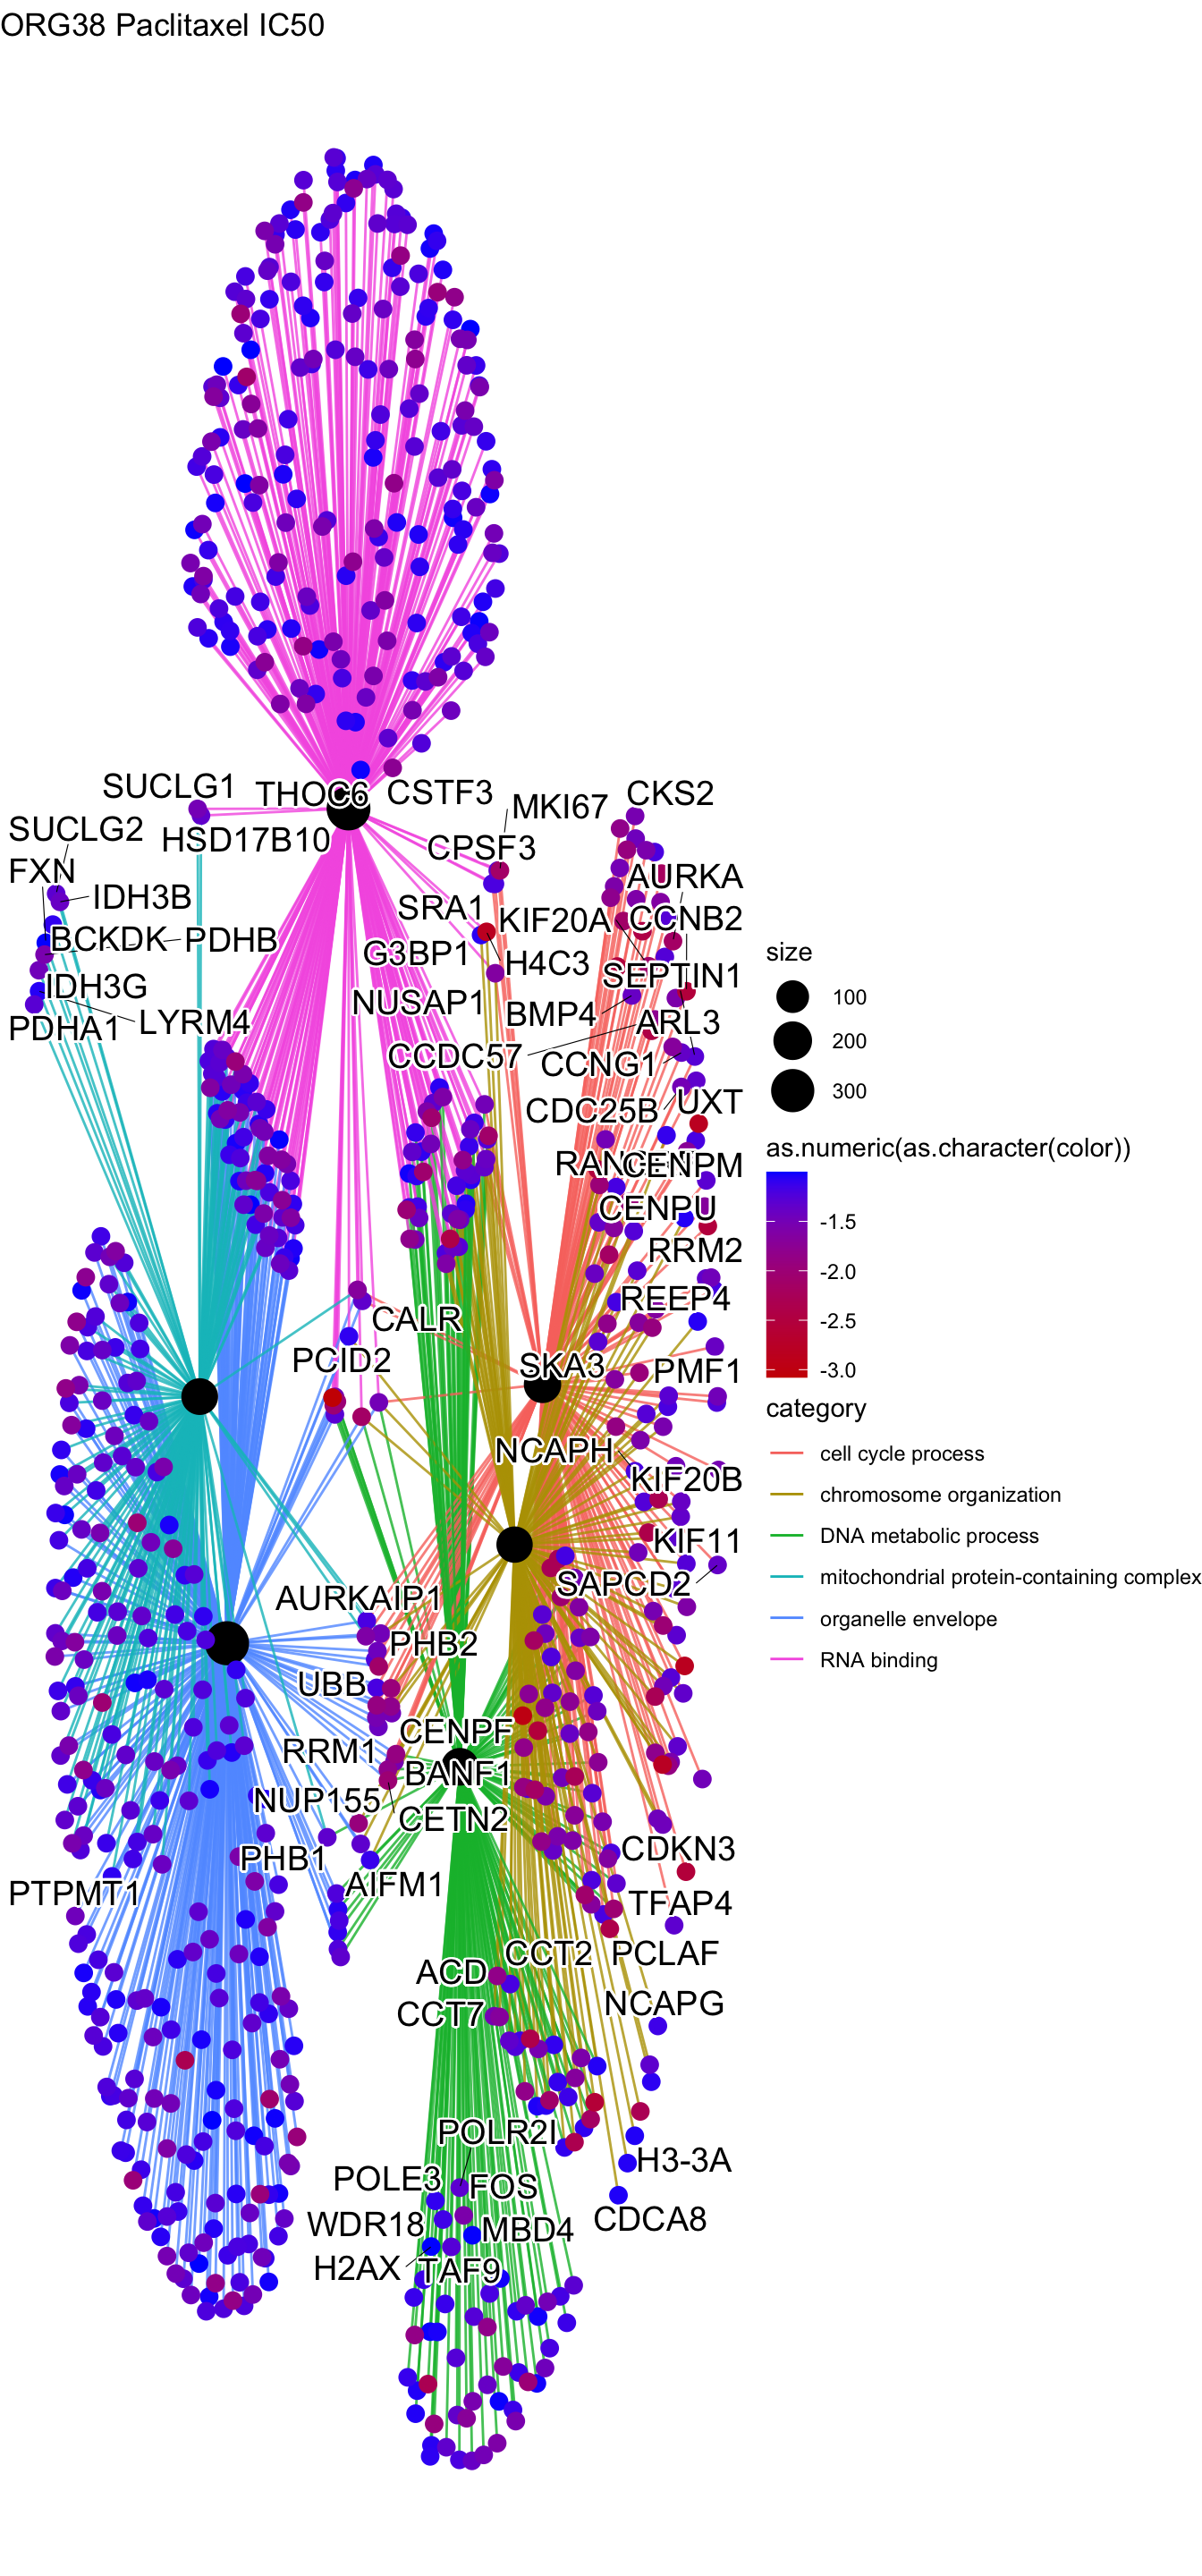 ORG38 Paclitaxel IC50
SUCLG1
THOC6
CSTF3
MKI67
CKS2
SUCLG2
HSD17B10
CPSF3
FXN
IDH3B
AURKA
SRA1
KIF20A
CCNB2
BCKDK
PDHB
G3BP1
H4C3
SEPTIN1
IDH3G
NUSAP1
BMP4
ARL3
PDHA1
LYRM4
CCDC57
CCNG1
CDC25B
UXT
CENPM
CENPU
RRM2
REEP4
CALR
PCID2
SKA3
PMF1
NCAPH
KIF20B
KIF11
SAPCD2
AURKAIP1
PHB2
UBB
CENPF
RRM1
BANF1
NUP155
CETN2
PHB1
CDKN3
PTPMT1
AIFM1
TFAP4
CCT2
PCLAF
ACD
CCT7
NCAPG
POLR2I
H3-3A
POLE3
FOS
WDR18
MBD4
CDCA8
H2AX
TAF9
size
100
200
300
as.numeric(as.character(color))
-1.5
-2.0
-2.5
-3.0
category
cell cycle process
chromosome organization
DNA metabolic process
mitochondrial protein-containing complex
organelle envelope
RNA binding